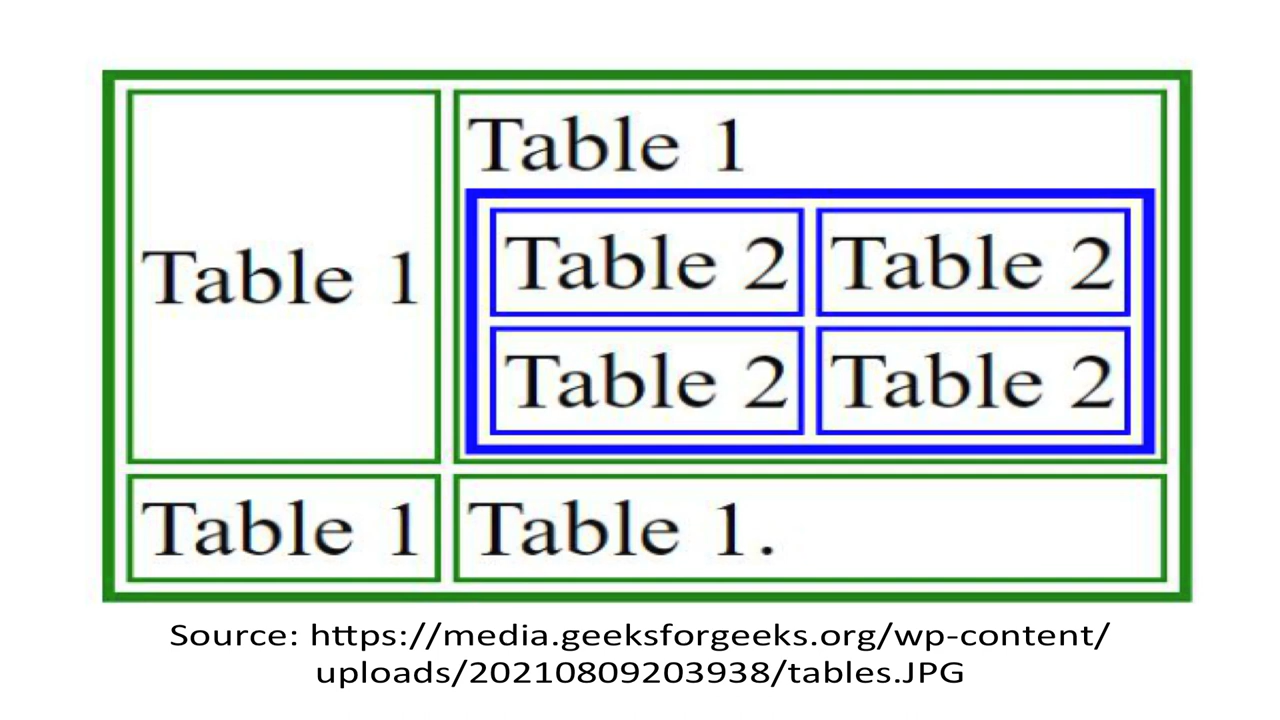 Table 1
Table 1
Table 2 Table 2
Table 2 Table 2
Table 1 Table 1.
Source: https://media.geeksforgeeks.org/wp-content/
uploads/20210809203938/tables.JPG